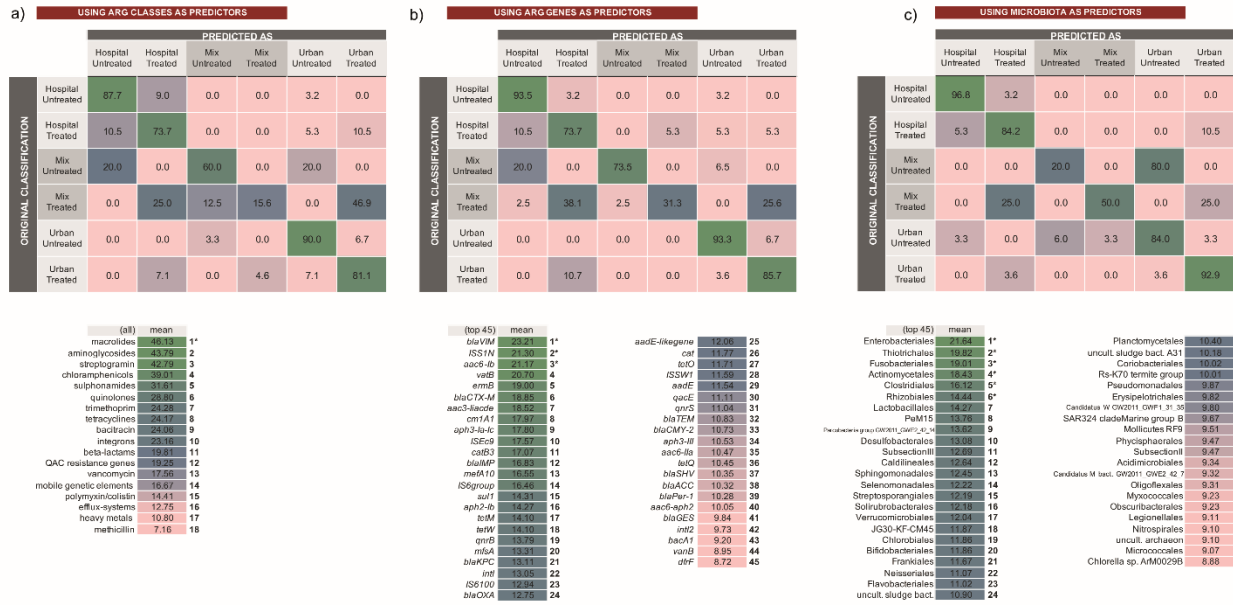 a)
USING ARG CLASSES AS PREDICTORS
PREDICTED AS
Hospital Untreated Hospital Treated Mix Untreated Mix Treated Urban Untreated Urban Treated
ORIGINAL CLASSIFICATION
Hospital Untreated 87.7 9.0 0.0 0.0 3.2 0.0
Hospital Treated 10.5 73.7 0.0 0.0 5.3 10.5
Mix Untreated 20.0 0.0 60.0 0.0 20.0 0.0
Mix Treated 0.0 25.0 12.5 15.6 0.0 46.9
Urban Untreated 0.0 0.0 3.3 0.0 90.0 6.7
Urban Treated 0.0 7.1 0.0 4.6 7.1 81.1
(all) mean
macrolides 46.13 1*
aminoglycosides 43.79 2
streptogramin 42.79 3
chloramphenicols 39.01 4
sulphonamides 31.61 5
quinolones 28.80 6
trimethoprim 24.28 7
tetracyclines 24.17 8
bacitracin 24.06 9
integrons 23.16 10
beta-lactams 19.81 11
QAC resistance genes 19.25 12
vancomycin 17.56 13
mobile genetic elements 16.67 14
polymyxin/colistin 14.41 15
efflux-systems 12.75 16
heavy metals 10.80 17
methicillin 7.16 18
b)
USING ARG GENES AS PREDICTORS
PREDICTED AS
Hospital Untreated Hospital Treated Mix Untreated Mix Treated Urban Untreated Urban Treated
ORIGINAL CLASSIFICATION
Hospital Untreated 93.5 3.2 0.0 0.0 3.2 0.0
Hospital Treated 10.5 73.7 0.0 5.3 5.3 5.3
Mix Untreated 20.0 0.0 73.5 0.0 6.5 0.0
Mix Treated 2.5 38.1 2.5 31.3 0.0 25.6
Urban Untreated 0.0 0.0 0.0 0.0 93.3 6.7
Urban Treated 0.0 10.7 0.0 0.0 3.6 85.7
(top 45) mean
blaVIM 23.21 1*
ISS1N 21.30 2*
aac6-Ib 21.17 3*
vatB 20.70 4
ermB 19.00 5
blaCTX-M 18.85 6
aac3-liacde 18.52 7
cm1A1 17.97 8
aph3-Ia-Ic 17.80 9
ISEc9 17.57 10
catB3 17.07 11
blaIMP 16.83 12
mefA10 16.55 13
IS6group 16.46 14
sul1 14.31 15
aph2-Ib 14.27 16
tetM 14.10 17
tetW 14.10 18
qnrB 13.79 19
mfsA 13.31 20
blaKPC 13.11 21
intI 13.05 22
IS6100 12.94 23
blaOXA 12.75 24
aadE-likegene 12.06 25
cat 11.77 26
tetO 11.71 27
ISSW1 11.59 28
aadE 11.54 29
qacE 11.11 30
qnrS 11.04 31
blaTEM 10.83 32
blaCMY-2 10.73 33
aph3-III 10.53 34
aac6-IIa 10.47 35
tetQ 10.45 36
blaSHV 10.35 37
blaACC 10.32 38
blaPer-1 10.28 39
aac6-aph2 10.05 40
blaGES 9.84 41
intI2 9.73 42
bacA1 9.20 43
vanB 8.95 44
dfrF 8.72 45
c)
USING MICROBIOTA AS PREDICTORS
PREDICTED AS
Hospital Untreated Hospital Treated Mix Untreated Mix Treated Urban Untreated Urban Treated
ORIGINAL CLASSIFICATION
Hospital Untreated 96.8 3.2 0.0 0.0 0.0 0.0
Hospital Treated 5.3 84.2 0.0 0.0 0.0 10.5
Mix Untreated 0.0 0.0 20.0 0.0 80.0 0.0
Mix Treated 0.0 25.0 0.0 50.0 0.0 25.0
Urban Untreated 3.3 0.0 6.0 3.3 84.0 3.3
Urban Treated 0.0 3.6 0.0 0.0 3.6 92.9
(top 45) mean
Enterobacteriales 21.64 1*
Thiotrichales 19.82 2*
Fusobacteriales 19.01 3*
Actinomycetales 18.43 4*
Clostridiales 16.12 5*
Rhizobiales 14.44 6*
Lactobacillales 14.27 7
PeM15 13.76 8
Parcubacteria group GW2011_GWF2_42_14 13.62 9
Desulfobacterales 13.08 10
SubsectionIII 12.09 11
Caldilineales 12.64 12
Sphingomonadales 12.45 13
Selenomonadales 12.22 14
Streptosporangiales 12.19 15
Solirubrobacterales 12.18 16
Verrucomicrobiales 12.04 17
JG30-KF-CM45 11.87 18
Chlorobiales 11.86 19
Bifidobacteriales 11.86 20
Frankiales 11.67 21
Neisseriales 11.07 22
Flavobacteriales 11.02 23
uncult. sludge bact. 10.90 24
Planctomycetales 10.40
uncult. sludge bact. A31 10.18
Coriobacteriales 10.02
Rs-K70 termite group 10.01
Pseudomonadales 9.87
Erysipelotrichales 9.82
Candidatus W GW2011_GWF1_31_35 9.80
SAR324 cladeMarine group B 9.67
Mollicutes RF9 9.51
Phycisphaerales 9.47
SubsectionII 9.47
Acidimicrobiales 9.34
Candidatus M bact. GW2011_GWE2_42_7 9.32
Oligoflexales 9.31
Myxococcales 9.23
Obscuribacterales 9.23
Legionellales 9.11
Nitrospirales 9.10
uncult. archaeon 9.10
Micrococcales 9.07
Chlorella sp. ArM0029B 8.88